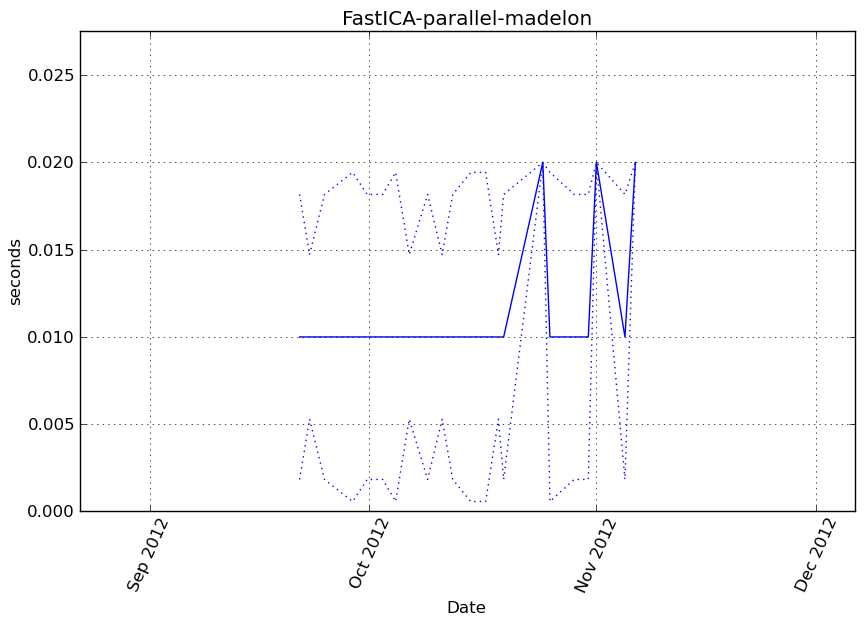 FastICA-parallel-madelon
0.025
0.020
0.015
0.010
0.005
0.000
seconds
Sep 2012
Oct 2012
Nov 2012
Dec 2012
Date